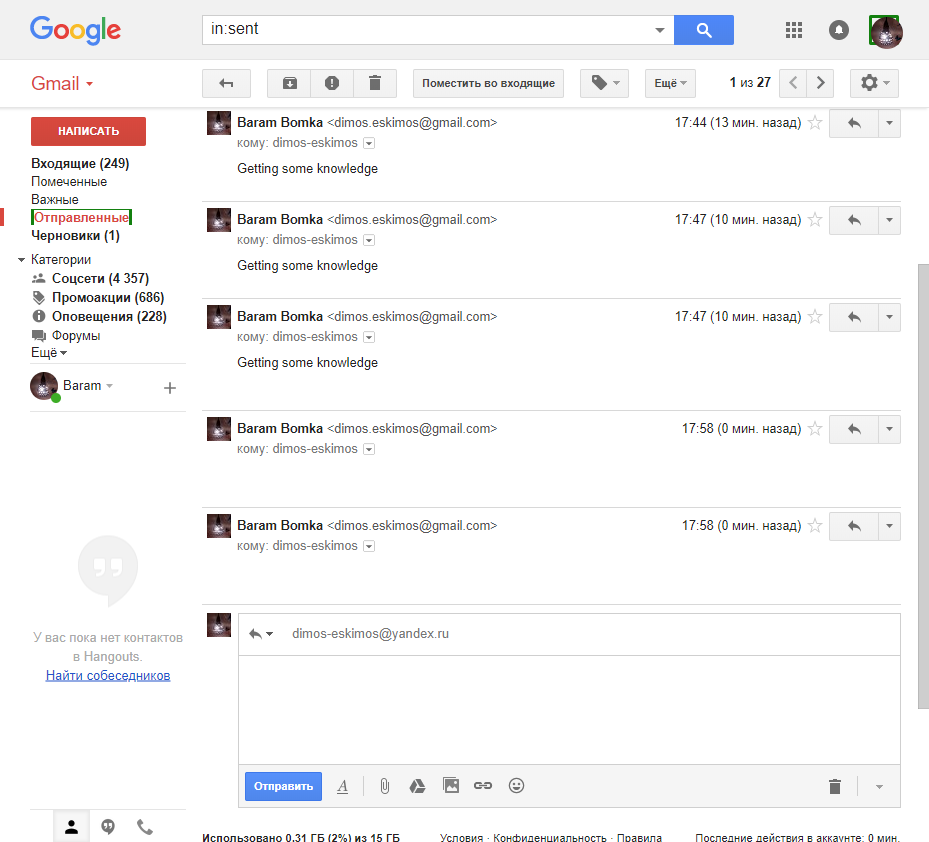 Google
in:sent
Gmail
Поместить во входящие
Ещё
1 из 27
НАПИСАТЬ
Входящие (249)
Помеченные
Важные
Отправленные
Черновики (1)
Категории
Соцсети (4 357)
Промоакции (686)
Оповещения (228)
Форумы
Ещё
Baram
У вас пока нет контактов
в Hangouts.
Найти собеседников
Baram Bomka <dimos.eskimos@gmail.com> 17:44 (13 мин. назад)
кому: dimos-eskimos
Getting some knowledge
Baram Bomka <dimos.eskimos@gmail.com> 17:47 (10 мин. назад)
кому: dimos-eskimos
Getting some knowledge
Baram Bomka <dimos.eskimos@gmail.com> 17:47 (10 мин. назад)
кому: dimos-eskimos
Getting some knowledge
Baram Bomka <dimos.eskimos@gmail.com> 17:58 (0 мин. назад)
кому: dimos-eskimos
Baram Bomka <dimos.eskimos@gmail.com> 17:58 (0 мин. назад)
кому: dimos-eskimos
dimos-eskimos@yandex.ru
Отправить A
Использовано 0,31 ГБ (2%) из 15 ГБ
Условия · Конфиденциальность · Правила
Последние действия в аккаунте: 0 мин.